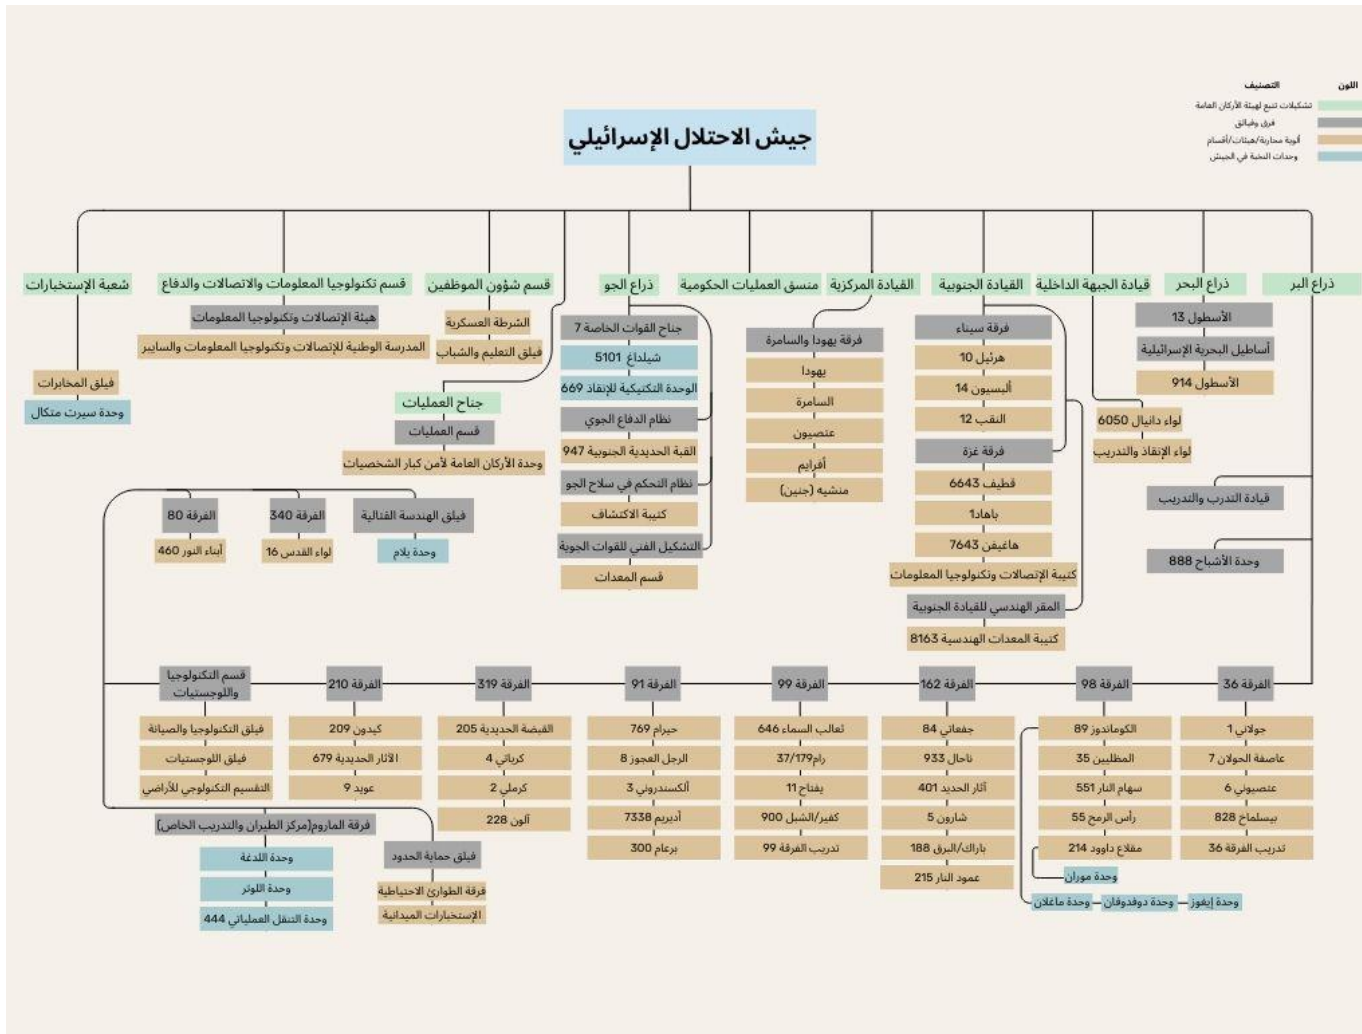 اللون التصنيف
تشكيلات تتبع لهيئة الأركان العامة
فرق وفيالق
ألوية محاربة/هيئات/أقسام
وحدات النخبة في الجيش
جيش الاحتلال الإسرائيلي
ذراع البر
ذراع البحر
قيادة الجبهة الداخلية
القيادة الجنوبية
القيادة المركزية
منسق العمليات الحكومية
ذراع الجو
قسم شؤون الموظفين
قسم تكنولوجيا المعلومات والاتصالات والدفاع
شعبة الإستخبارات
الأسطول 13
أساطيل البحرية الإسرائيلية
الأسطول 914
لواء دانيال 6050
لواء الإنقاذ والتدريب
قيادة التدرب والتدريب
وحدة الأشباح 888
فرقة سيناء
هرئيل 10
ألبسيون 14
النقب 12
فرقة غزة
قطيف 6643
باهاد1
هاغيفن 7643
كتيبة الإتصالات وتكنولوجيا المعلومات
المقر الهندسي للقيادة الجنوبية
كتيبة المعدات الهندسية 8163
فرقة يهودا والسامرة
يهودا
السامرة
عتصيون
أفرايم
منشيه (جنين)
جناح القوات الخاصة 7
شيلداغ 5101
الوحدة التكتيكية للإنقاذ 669
نظام الدفاع الجوي
القبة الحديدية الجنوبية 947
نظام التحكم في سلاح الجو
كتيبة الاكتشاف
التشكيل الفني للقوات الجوية
قسم المعدات
الشرطة العسكرية
فيلق التعليم والشباب
جناح العمليات
قسم العمليات
وحدة الأركان العامة لأمن كبار الشخصيات
هيئة الإتصالات وتكنولوجيا المعلومات
المدرسة الوطنية للإتصالات وتكنولوجيا المعلومات والسايبر
فيلق المخابرات
وحدة سيرت متكال
فيلق الهندسة القتالية
وحدة يلام
الفرقة 340
لواء القدس 16
الفرقة 80
أبناء النور 460
الفرقة 36
جولاني 1
عاصفة الجولان 7
عتصيوني 6
بيسلماخ 828
تدريب الفرقة 36
الفرقة 98
الكوماندوز 89
المظليين 35
سهام النار 551
رأس الرمح 55
مقلاع داوود 214
وحدة موران
وحدة إيغوز
وحدة دوفدوفان
وحدة ماغلان
الفرقة 162
جفعاتي 84
ناحال 933
آثار الحديد 401
شارون 5
باراك/البرق 188
عمود النار 215
الفرقة 99
ثعالب السماء 646
رام37/179
يفتاح 11
كفير/الشبل 900
تدريب الفرقة 99
الفرقة 91
حيرام 769
الرجل العجوز 8
ألكسندروني 3
أديريم 7338
برعام 300
الفرقة 319
القبضة الحديدية 205
كرياتي 4
كرملي 2
آلون 228
الفرقة 210
كيدون 209
الآثار الحديدية 679
عويد 9
قسم التكنولوجيا
واللوجستيات
فيلق التكنولوجيا والصيانة
فيلق اللوجستيات
التقسيم التكنولوجي للأراضي
فيلق حماية الحدود
فرقة الطوارئ الاحتياطية
الإستخبارات الميدانية
فرقة الماروم(مركز الطيران والتدريب الخاص)
وحدة اللدغة
وحدة اللوتر
وحدة التنقل العملياتي 444